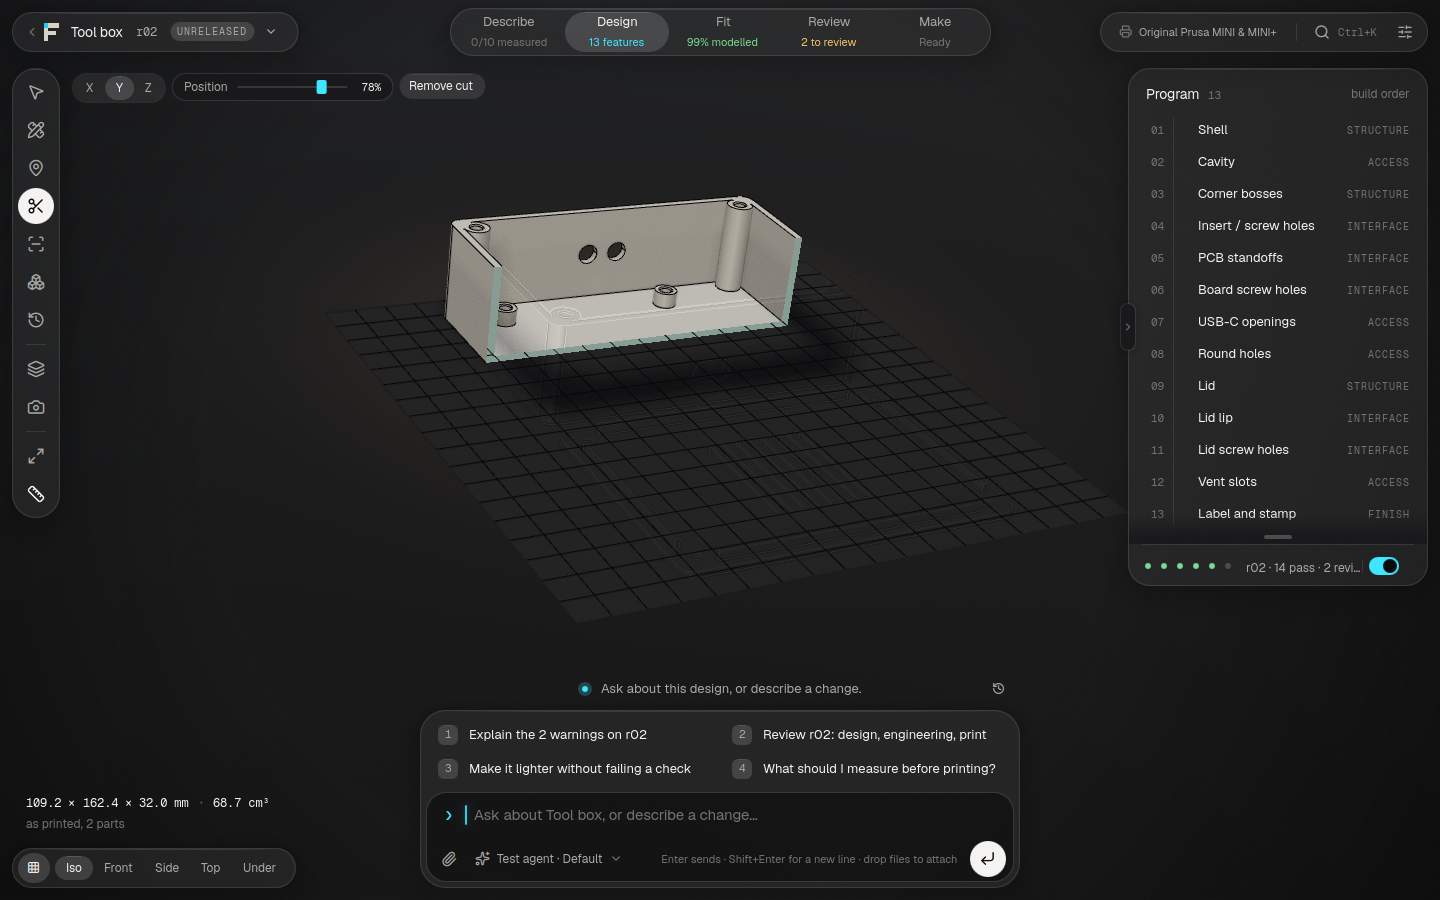 Tool box r02 UNRELEASED
Describe
0/10 measured
Design
13 features
Fit
99% modelled
Review
2 to review
Make
Ready
Original Prusa MINI & MINI+
Ctrl+K
X Y Z
Position 78%
Remove cut
Program 13 build order
01 Shell STRUCTURE
02 Cavity ACCESS
03 Corner bosses STRUCTURE
04 Insert / screw holes INTERFACE
05 PCB standoffs INTERFACE
06 Board screw holes INTERFACE
07 USB-C openings ACCESS
08 Round holes ACCESS
09 Lid STRUCTURE
10 Lid lip INTERFACE
11 Lid screw holes INTERFACE
12 Vent slots ACCESS
13 Label and stamp FINISH
r02 · 14 pass · 2 revi…
Ask about this design, or describe a change.
1 Explain the 2 warnings on r02
2 Review r02: design, engineering, print
3 Make it lighter without failing a check
4 What should I measure before printing?
Ask about Tool box, or describe a change…
Test agent · Default
Enter sends · Shift+Enter for a new line · drop files to attach
109.2 × 162.4 × 32.0 mm · 68.7 cm³
as printed, 2 parts
Iso Front Side Top Under